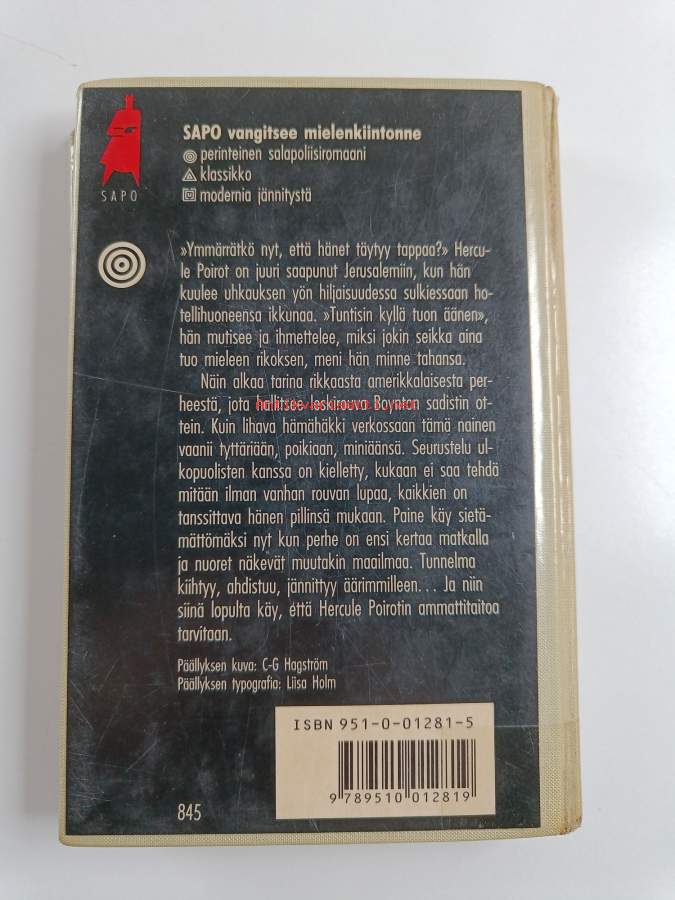 SAPO vangitsee mielenkiintonne
perinteinen salapoliisiromaani
klassikko
modernia jännitystä
SAPO
»Ymmärrätkö nyt, että hänet täytyy tappaa?» Hercu-
le Poirot on juuri saapunut Jerusalemiin, kun hän
kuulee uhkauksen yön hiljaisuudessa sulkiessaan ho-
tellihuoneensa ikkunaa. »Tuntisin kyllä tuon äänen»,
hän mutisee ja ihmettelee, miksi jokin seikka aina
tuo mieleen rikoksen, meni hän minne tahansa.
Näin alkaa tarina rikkaasta amerikkalaisesta per-
heestä, jota hallitsee leskirouva Boynton sadistin ot-
tein. Kuin lihava hämähäkki verkossaan tämä nainen
vaanii tyttäriään, poikiaan, miniäänsä. Seurustelu ul-
kopuolisten kanssa on kielletty, kukaan ei saa tehdä
mitään ilman vanhan rouvan lupaa, kaikkien on
tanssittava hänen pillinsä mukaan. Paine käy sietä-
mättömäksi nyt kun perhe on ensi kertaa matkalla
ja nuoret näkevät muutakin maailmaa. Tunnelma
kiihtyy, ahdistuu, jännittyy äärimmilleen... Ja niin
siinä lopulta käy, että Hercule Poirotin ammattitaitoa
tarvitaan.
Päällyksen kuva: C-G Hagström
Päällyksen typografia: Liisa Holm
ISBN 951-0-01281-5
9 789510 012819
845